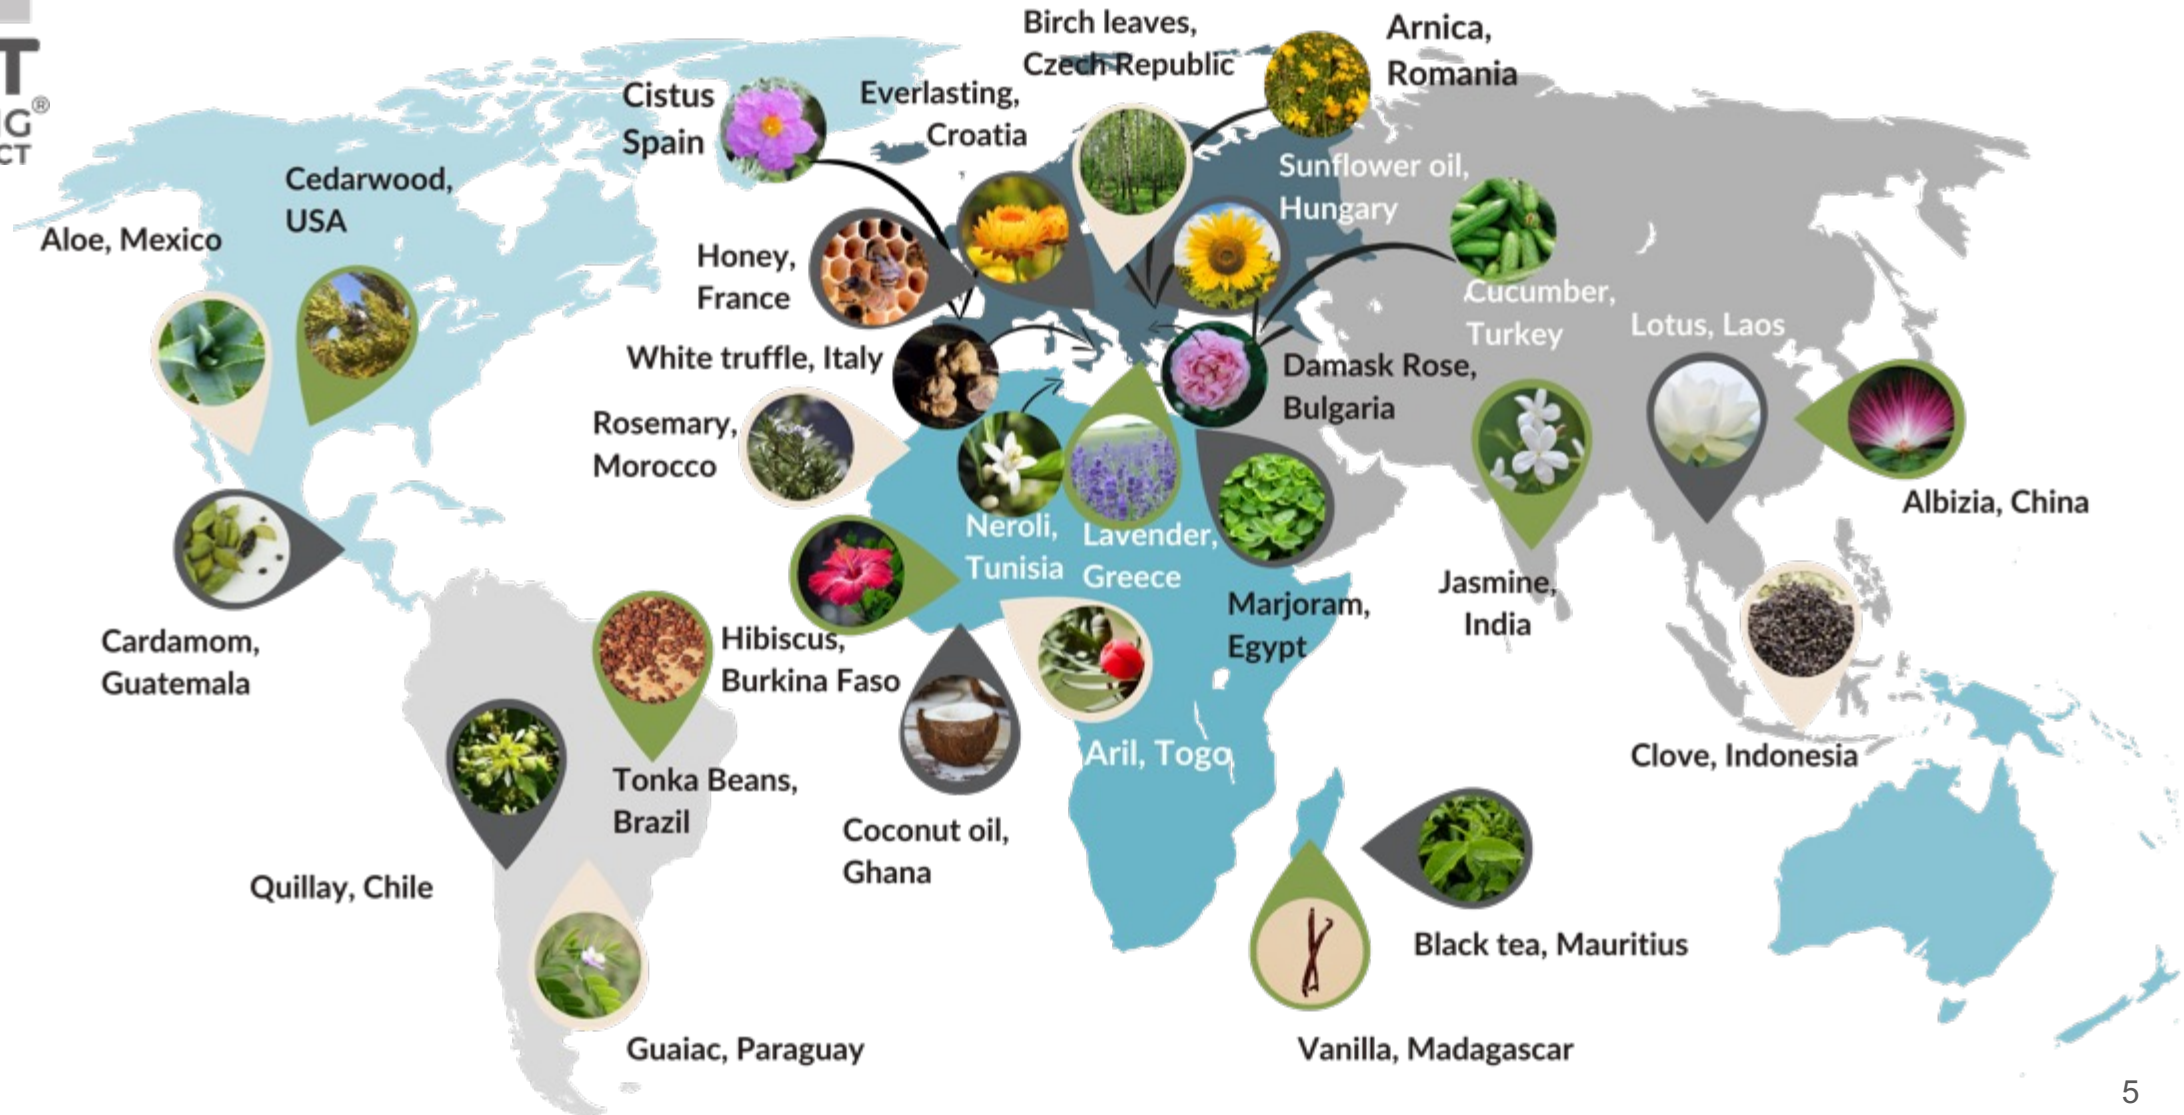 T
G®
CT
Birch leaves,
Czech Republic
Arnica,
Romania
Cistus
Spain
Everlasting,
Croatia
Sunflower oil,
Hungary
Cedarwood,
USA
Aloe, Mexico
Honey,
France
Cucumber,
Turkey
Lotus, Laos
White truffle, Italy
Damask Rose,
Bulgaria
Rosemary,
Morocco
Albizia, China
Neroli,
Tunisia
Lavender,
Greece
Marjoram,
Egypt
Jasmine,
India
Cardamom,
Guatemala
Hibiscus,
Burkina Faso
Aril, Togo
Clove, Indonesia
Tonka Beans,
Brazil
Coconut oil,
Ghana
Quillay, Chile
Black tea, Mauritius
Guaiac, Paraguay
Vanilla, Madagascar
5